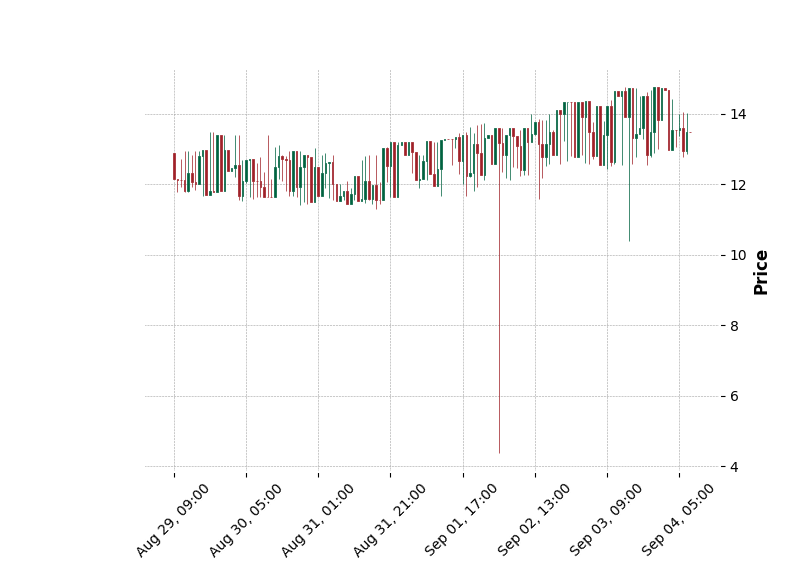 14
12
10
8
6
4
Price
Aug 29, 09:00
Aug 30, 05:00
Aug 31, 01:00
Aug 31, 21:00
Sep 01, 17:00
Sep 02, 13:00
Sep 03, 09:00
Sep 04, 05:00